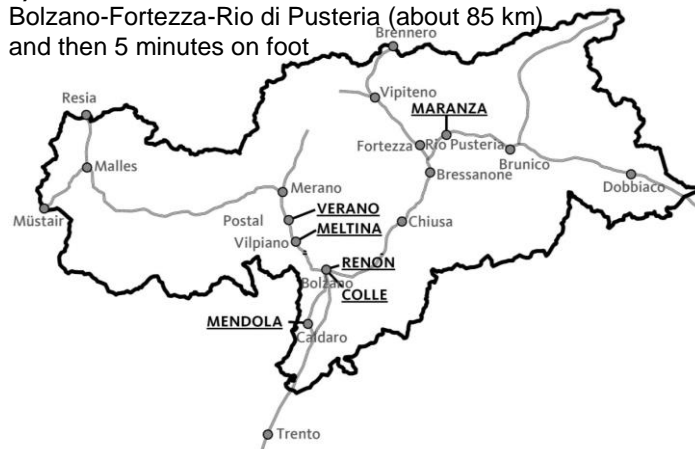 Bolzano-Fortezza-Rio di Pusteria (about 85 km)
and then 5 minutes on foot
Brennero
Resia
Vipiteno
MARANZA
Fortezza
Rio Pusteria
Malles
Brunico
Bressanone
Merano
Dobbiaco
Müstair
Postal
VERANO
Chiusa
Vilpiano
MELTINA
RENON
Bolzano
COLLE
MENDOLA
Caldaro
Trento